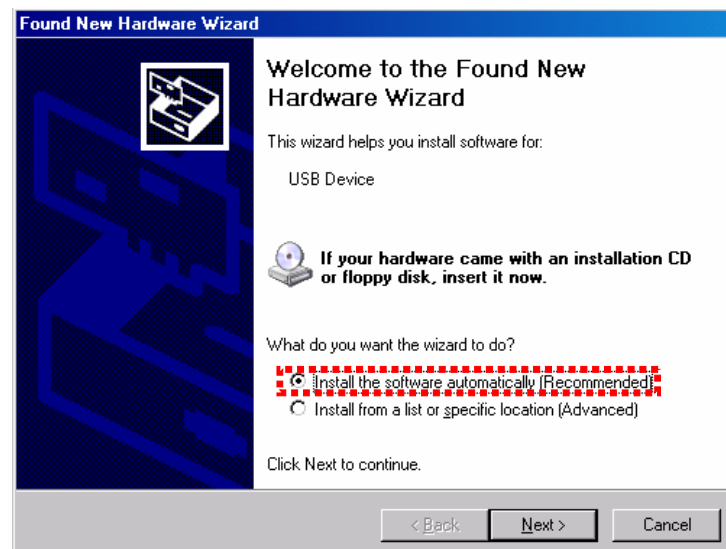 Found New Hardware Wizard
Welcome to the Found New
Hardware Wizard
This wizard helps you install software for:
USB Device
If your hardware came with an installation CD
or floppy disk, insert it now.
What do you want the wizard to do?
Install the software automatically (Recommended)
Install from a list or specific location (Advanced)
Click Next to continue.
< Back Next > Cancel